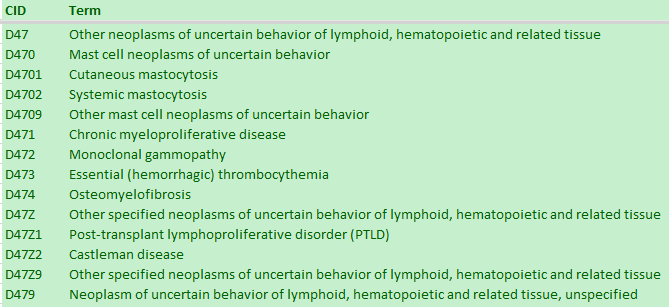 CID Term
D47 Other neoplasms of uncertain behavior of lymphoid, hematopoietic and related tissue
D470 Mast cell neoplasms of uncertain behavior
D4701 Cutaneous mastocytosis
D4702 Systemic mastocytosis
D4709 Other mast cell neoplasms of uncertain behavior
D471 Chronic myeloproliferative disease
D472 Monoclonal gammopathy
D473 Essential (hemorrhagic) thrombocythemia
D474 Osteomyelofibrosis
D47Z Other specified neoplasms of uncertain behavior of lymphoid, hematopoietic and related tissue
D47Z1 Post-transplant lymphoproliferative disorder (PTLD)
D47Z2 Castleman disease
D47Z9 Other specified neoplasms of uncertain behavior of lymphoid, hematopoietic and related tissue
D479 Neoplasm of uncertain behavior of lymphoid, hematopoietic and related tissue, unspecified